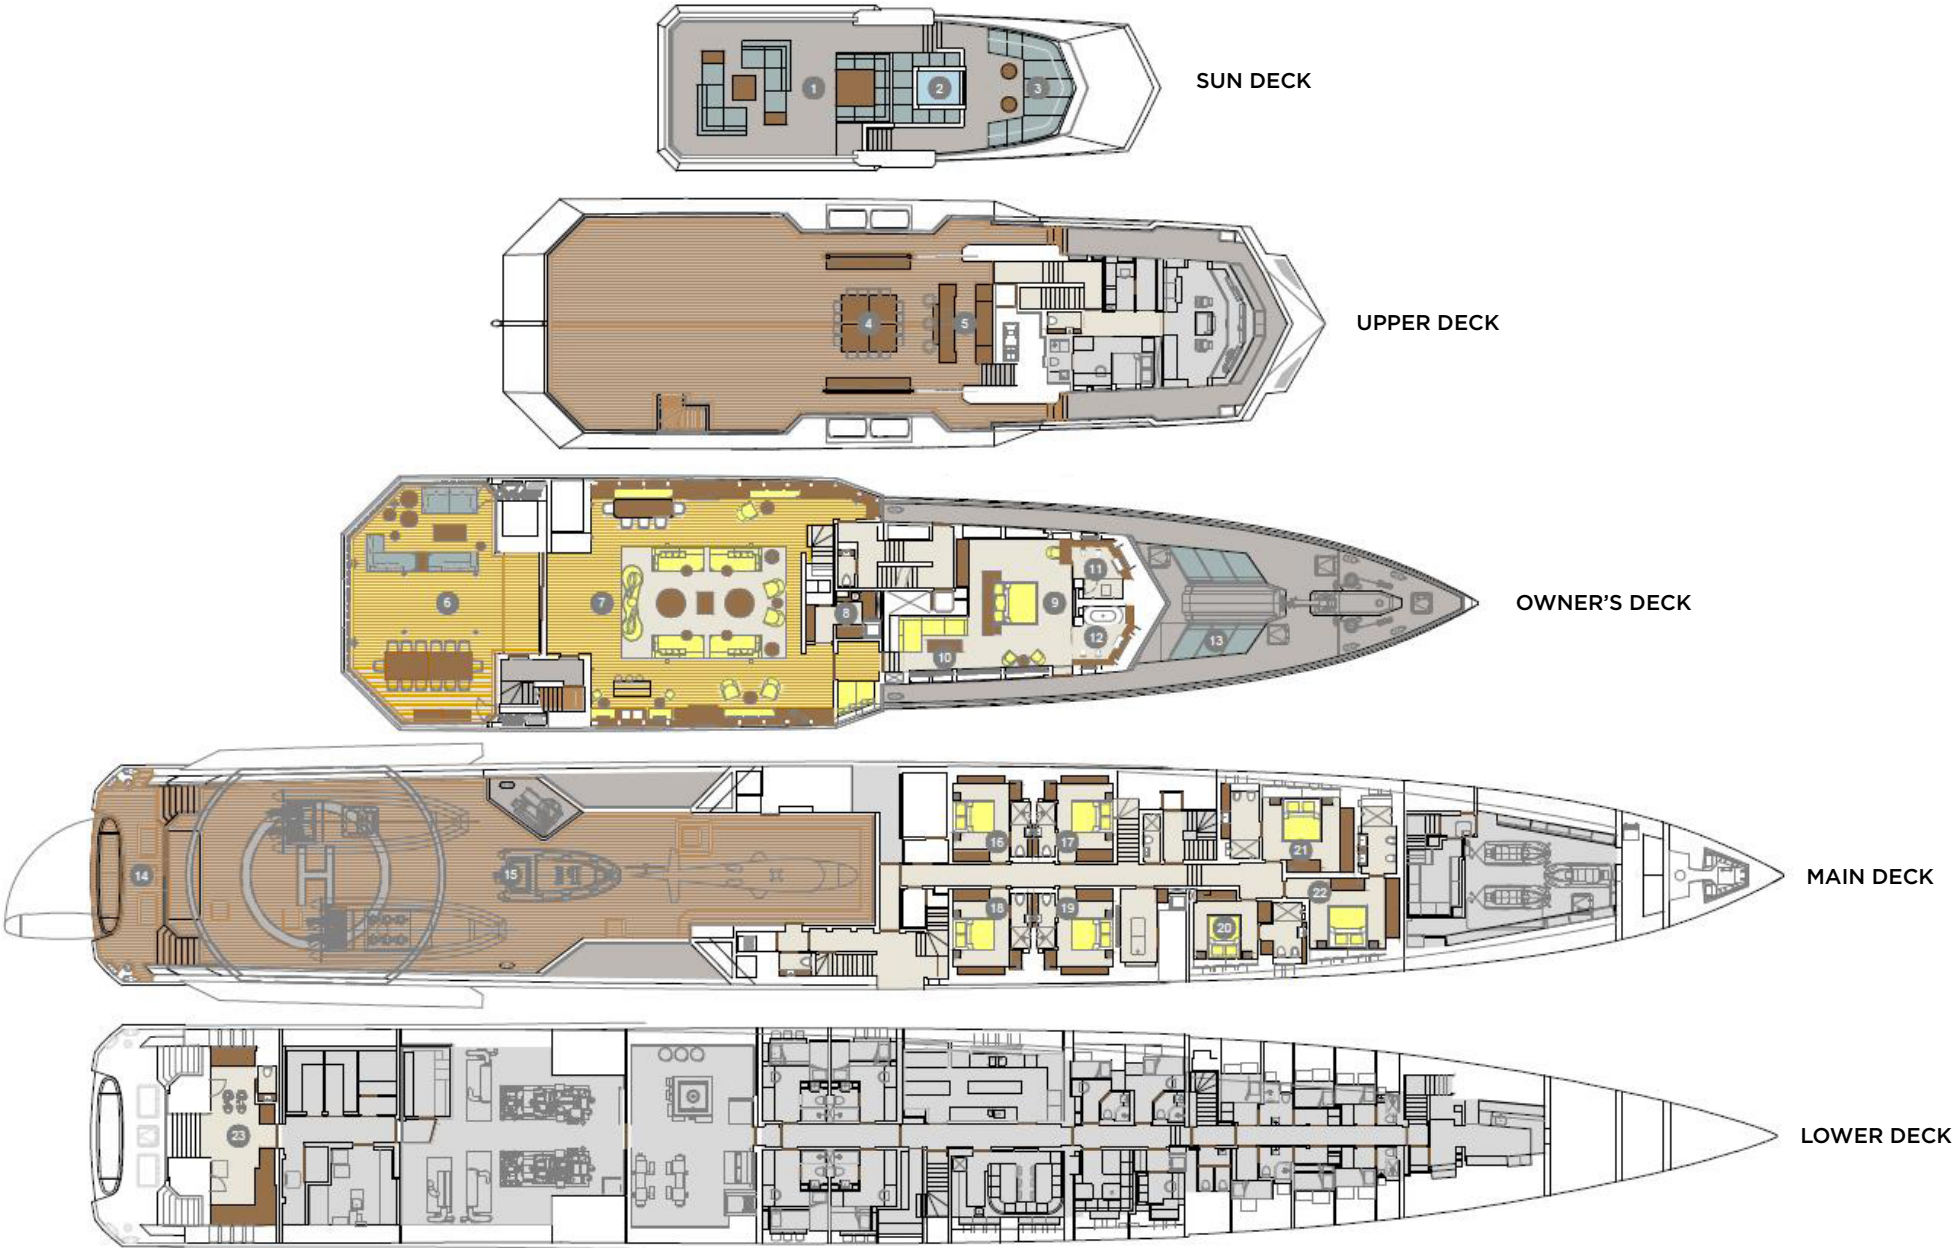 1 2 3 SUN DECK
4 5 UPPER DECK
6 7 8 9 10 11 12 13 OWNER'S DECK
H 14 15 16 17 18 19 20 21 22 MAIN DECK
23 LOWER DECK